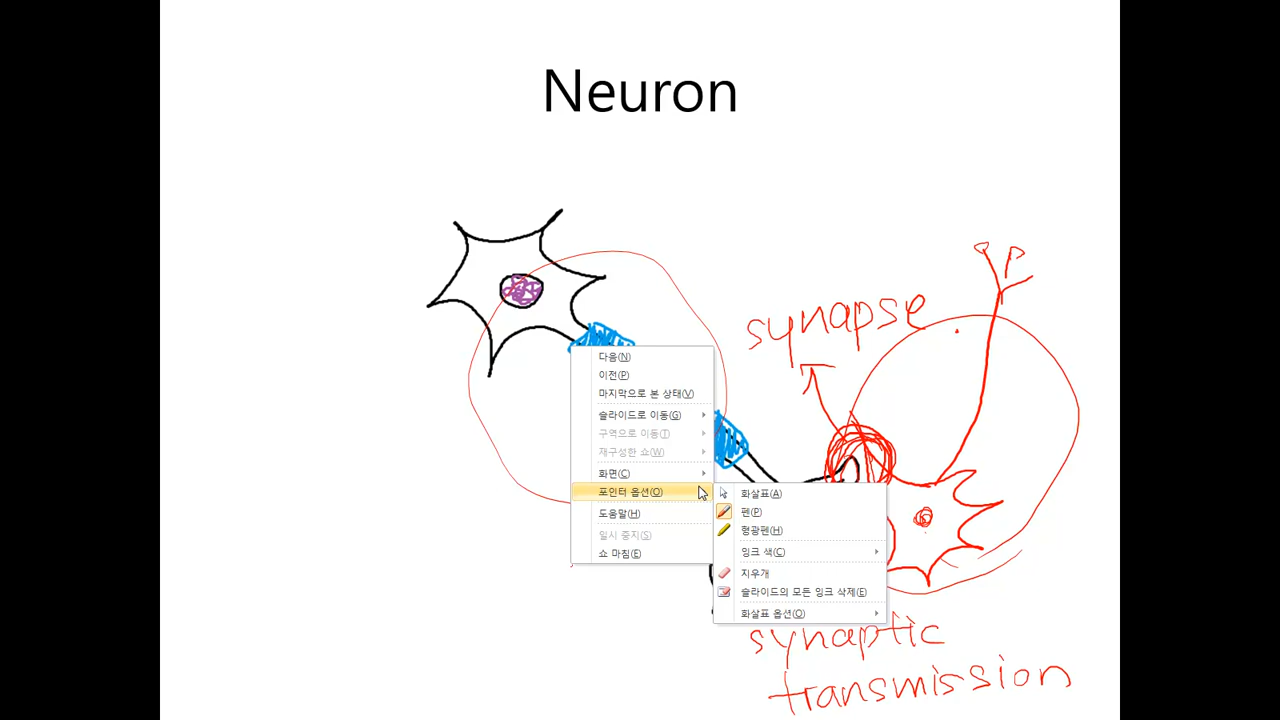 Neuron
synapse
다음(N)
이전(P)
마지막으로 본 상태(V)
슬라이드로 이동(G)
구역으로 이동(T)
재구성한 쇼(W)
화면(C)
포인터 옵션(O)
도움말(H)
일시 중지(S)
쇼 마침(E)
화살표(A)
펜(P)
형광펜(H)
잉크 색(C)
지우개
슬라이드의 모든 잉크 삭제(E)
화살표 옵션(O)
synaptic
transmission